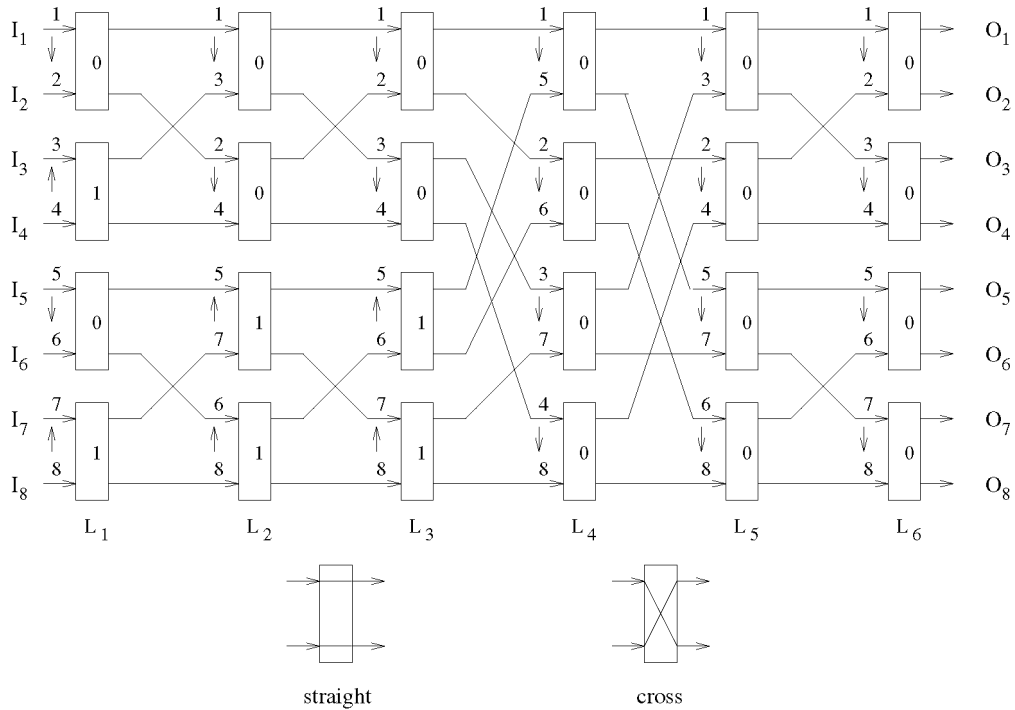 1 1 1 1 1 1
I1 O1
0 0 0 0 0 0
2 3 2 5 3 2
I2 O2
3 2 3 2 2 3
I3 O3
1 0 0 0 0 0
4 4 4 6 4 4
I4 O4
5 5 5 3 5 5
I5 O5
0 1 1 0 0 0
6 7 6 7 7 6
I6 O6
7 6 7 4 6 7
I7 O7
1 1 1 0 0 0
8 8 8 8 8 8
I8 O8
L1 L2 L3 L4 L5 L6
straight cross